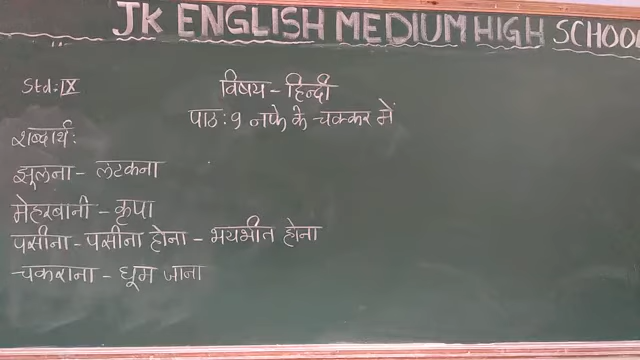 JK ENGLISH MEDIUM HIGH SCHOOL
Std: IX
विषय - हिन्दी
पाठ: 9 नफे के चक्कर में
शब्दार्थ:
झूलना - लटकना
मेहरबानी - कृपा
पसीना - पसीना होना - भयभीत होना
चकराना - घूम जाना